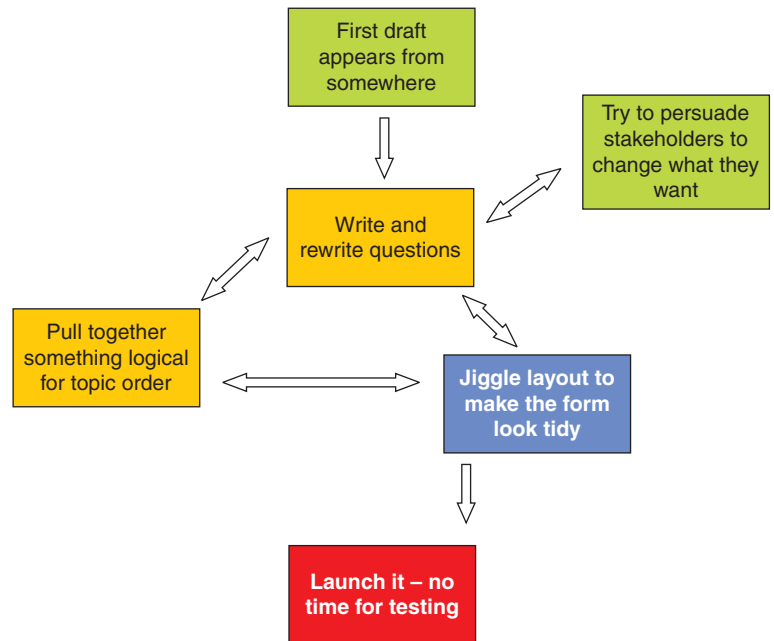 First draft
appears from
somewhere
Try to persuade
stakeholders to
change what they
want
Write and
rewrite questions
Pull together
something logical
for topic order
Jiggle layout to
make the form
look tidy
Launch it – no
time for testing